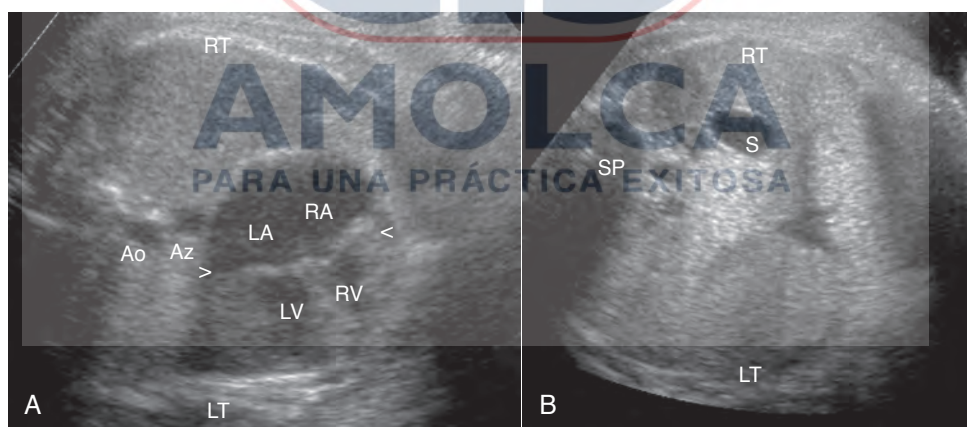 RT
RA
LA
Ao
Az
>
<
RV
LV
A
LT
RT
S
SP
B
LT
AMOLCA
PARA UNA PRÁCTICA EXITOSA